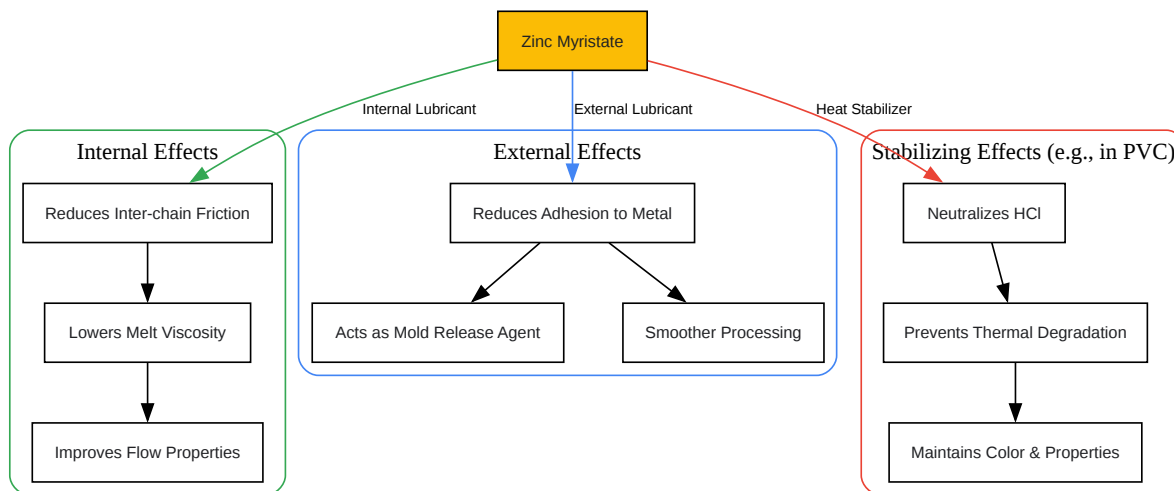 Zinc Myristate
Internal Lubricant
External Lubricant
Heat Stabilizer
Internal Effects
External Effects
Stabilizing Effects (e.g., in PVC)
Reduces Inter-chain Friction
Reduces Adhesion to Metal
Neutralizes HCl
Lowers Melt Viscosity
Acts as Mold Release Agent
Smoother Processing
Prevents Thermal Degradation
Improves Flow Properties
Maintains Color & Properties